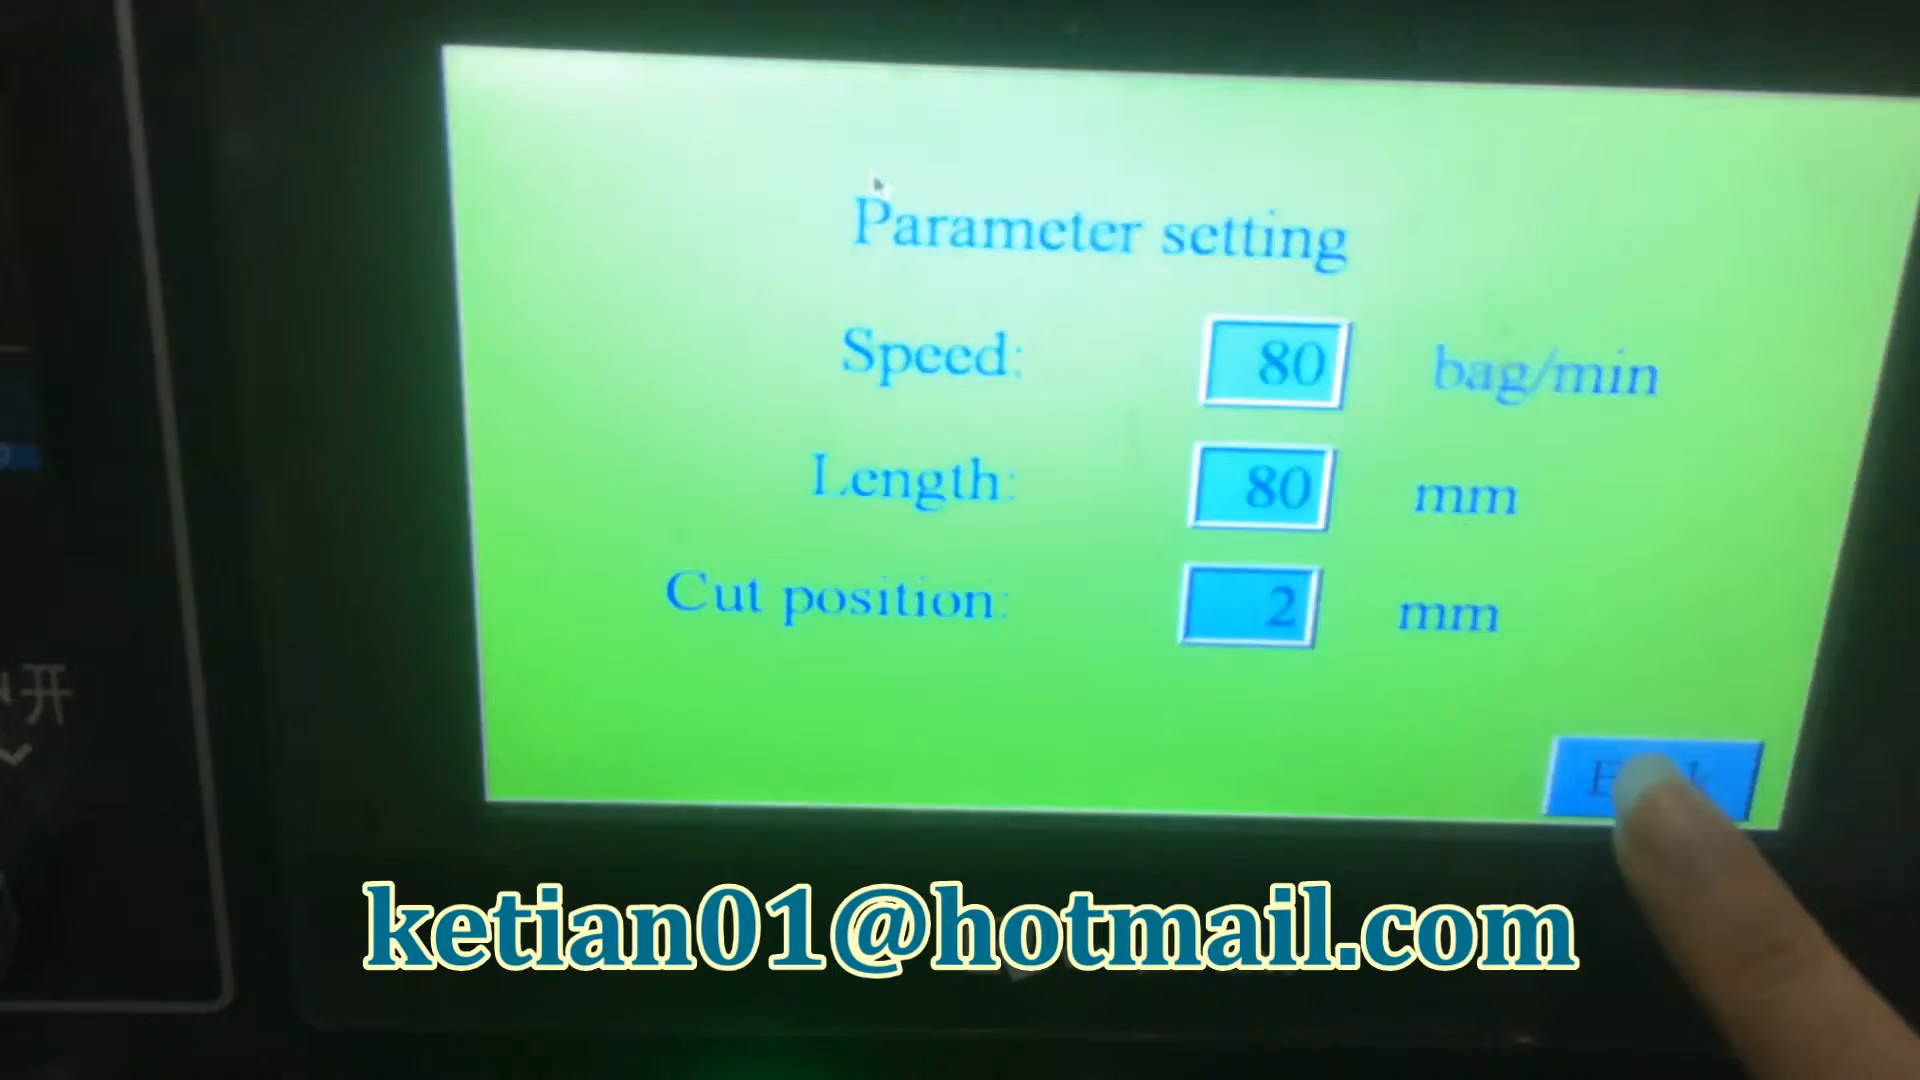 Parameter setting
Speed: 80 bag/min
Length: 80 mm
Cut position: 2 mm
开
ketian01@hotmail.com